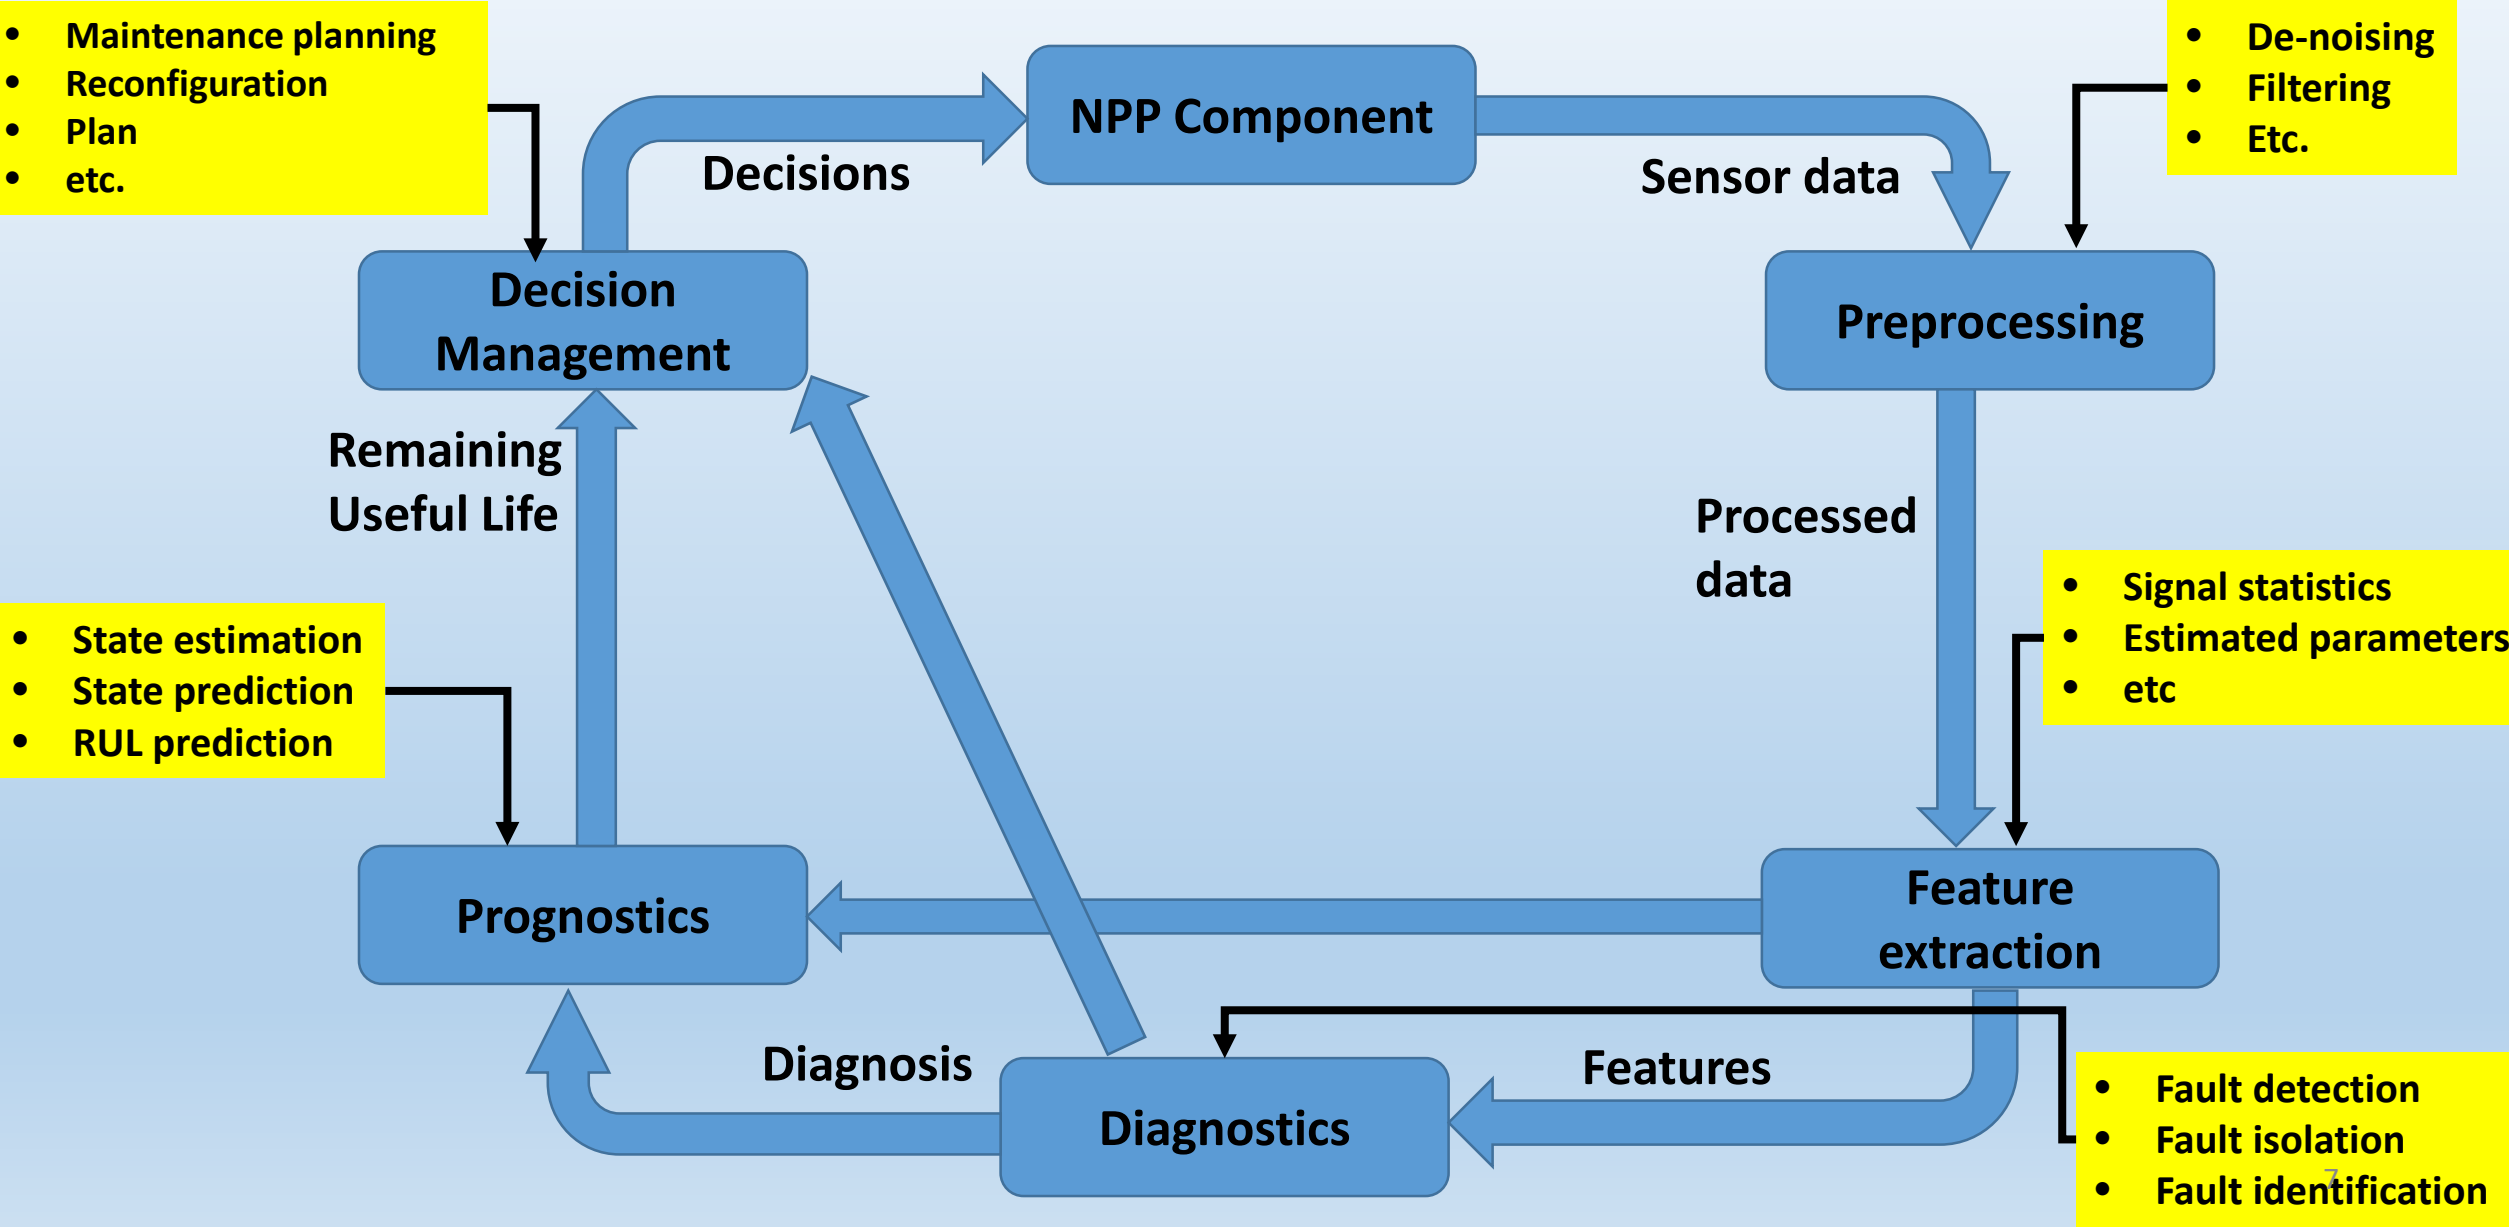 • Maintenance planning
• Reconfiguration
• Plan
• etc.
NPP Component
• De-noising
• Filtering
• Etc.
Decisions
Sensor data
Decision
Management
Preprocessing
Remaining
Useful Life
Processed
data
• Signal statistics
• Estimated parameters
• etc
• State estimation
• State prediction
• RUL prediction
Prognostics
Feature
extraction
Diagnosis
Features
Diagnostics
• Fault detection
• Fault isolation
• Fault identification
7